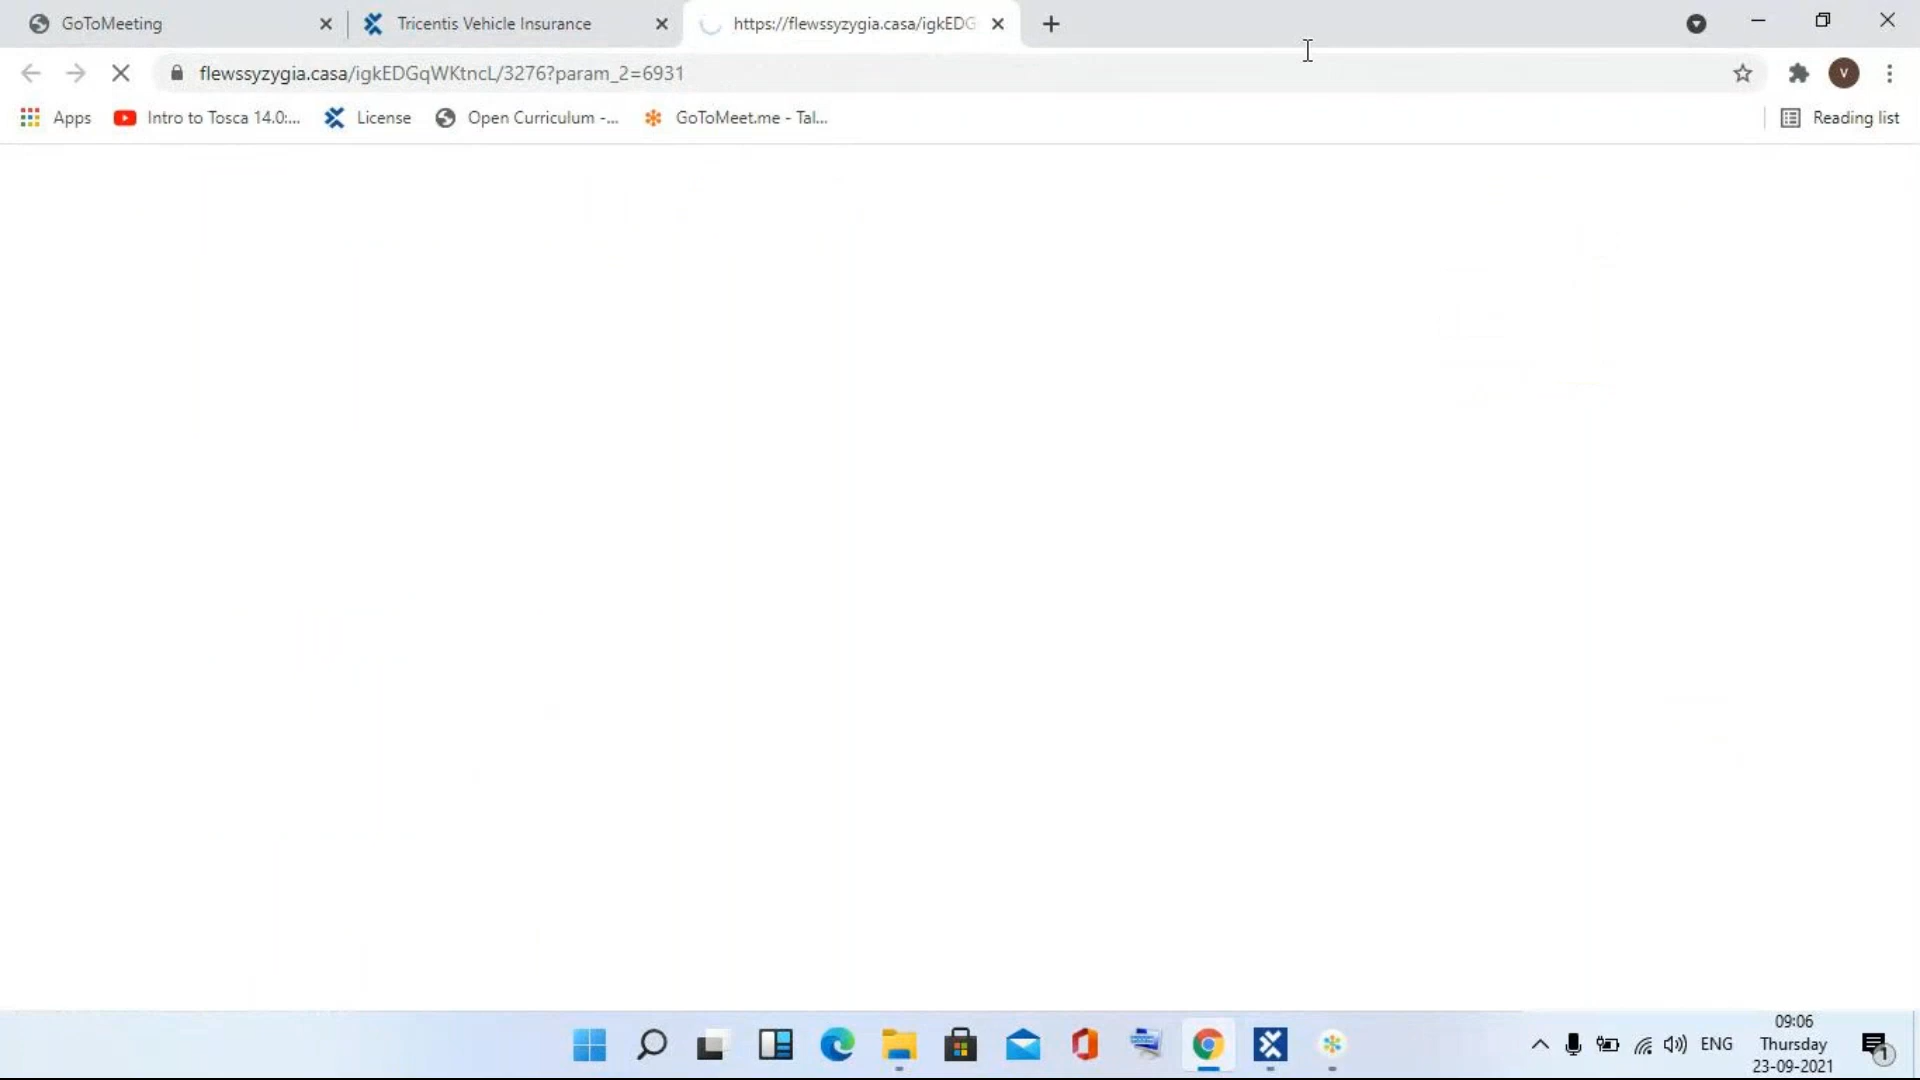 GoToMeeting
Tricentis Vehicle Insurance
https://flewssyzygia.casa/igkEDG
flewssyzygia.casa/igkEDGqWKtncL/3276?param_2=6931
V
Apps
Intro to Tosca 14.0:...
License
Open Curriculum -...
GoToMeet.me - Tal...
Reading list
ENG
09:06
Thursday
23-09-2021
1